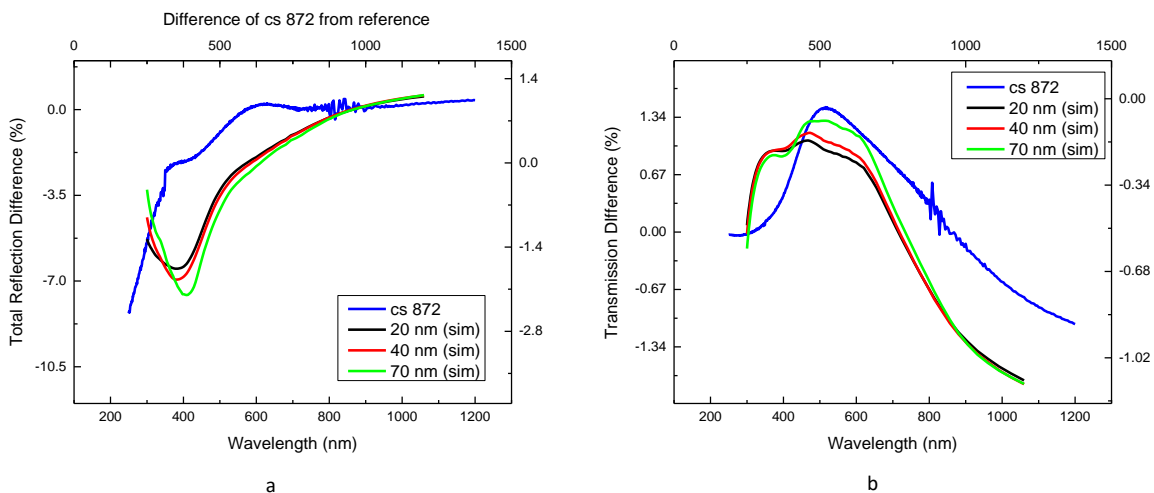 Difference of cs 872 from reference
0 500 1000 1500
0.0
-3.5
-7.0
-10.5
Total Reflection Difference (%)
1.4
0.0
-1.4
-2.8
cs 872
20 nm (sim)
40 nm (sim)
70 nm (sim)
200 400 600 800 1000 1200
Wavelength (nm)
a
0 500 1000 1500
1.34
0.67
0.00
-0.67
-1.34
Transmission DIfference (%)
0.00
-0.34
-0.68
-1.02
cs 872
20 nm (sim)
40 nm (sim)
70 nm (sim)
200 400 600 800 1000 1200
Wavelength (nm)
b